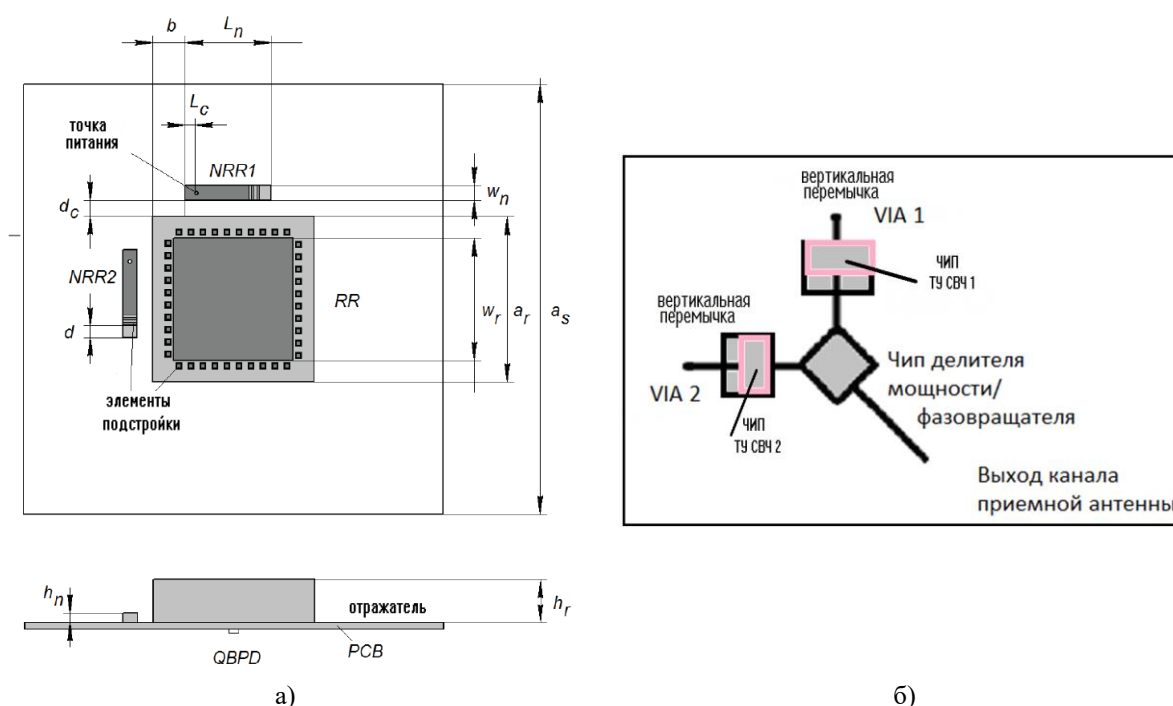 b
L_n
L_c
точка
питания
NRR1
w_n
d_c
NRR2
RR
w_r
a_r
a_s
d
элементы
подстройки
h_n
отражатель
h_r
QBPD
PCB
а)
вертикальная
перемычка
VIA 1
ЧИП
ТУ СВЧ 1
вертикальная
перемычка
VIA 2
ЧИП
ТУ СВЧ 2
Чип делителя
мощности/
фазовращателя
Выход канала
приемной антенны
б)